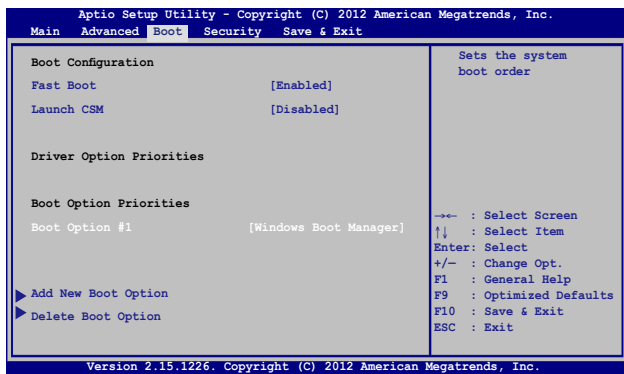 Aptio Setup Utility - Copyright (C) 2012 American Megatrends, Inc.
Main Advanced Boot Security Save & Exit
Boot Configuration
Fast Boot [Enabled]
Launch CSM [Disabled]
Driver Option Priorities
Boot Option Priorities
Boot Option #1 [Windows Boot Manager]
Add New Boot Option
Delete Boot Option
Sets the system
boot order
→← : Select Screen
↑↓ : Select Item
Enter: Select
+/— : Change Opt.
F1 : General Help
F9 : Optimized Defaults
F10 : Save & Exit
ESC : Exit
Version 2.15.1226. Copyright (C) 2012 American Megatrends, Inc.